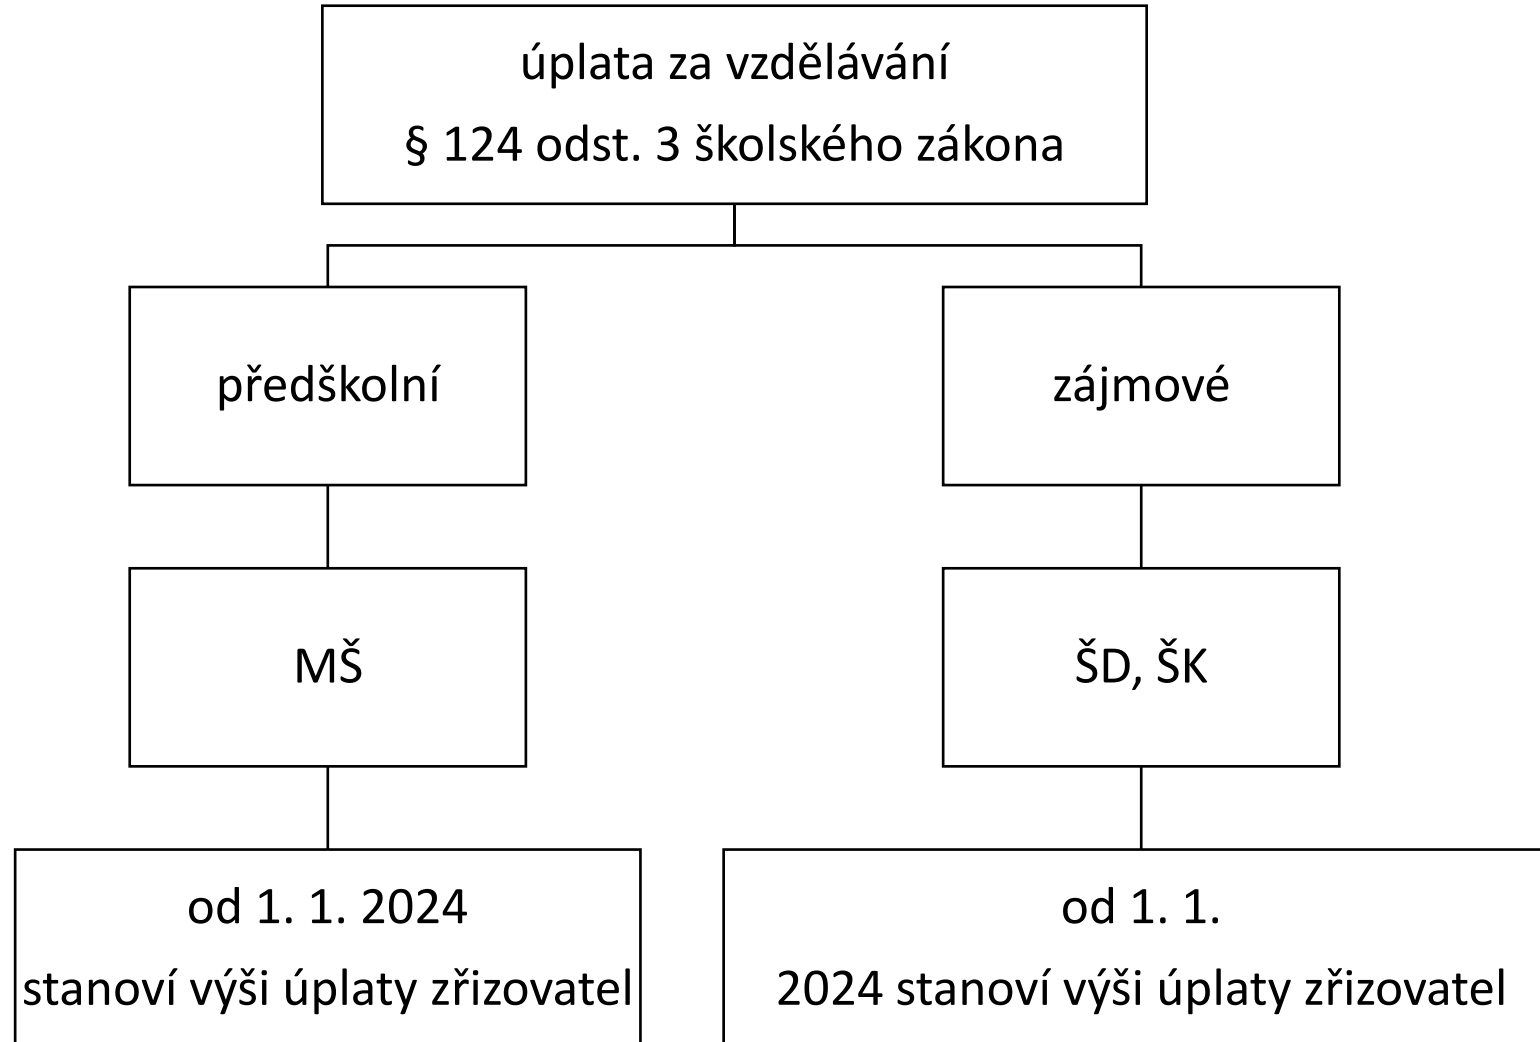 úplata za vzdělávání
§ 124 odst. 3 školského zákona
předškolní
zájmové
MŠ
ŠD, ŠK
od 1. 1. 2024
stanoví výši úplaty zřizovatel
od 1. 1.
2024 stanoví výši úplaty zřizovatel